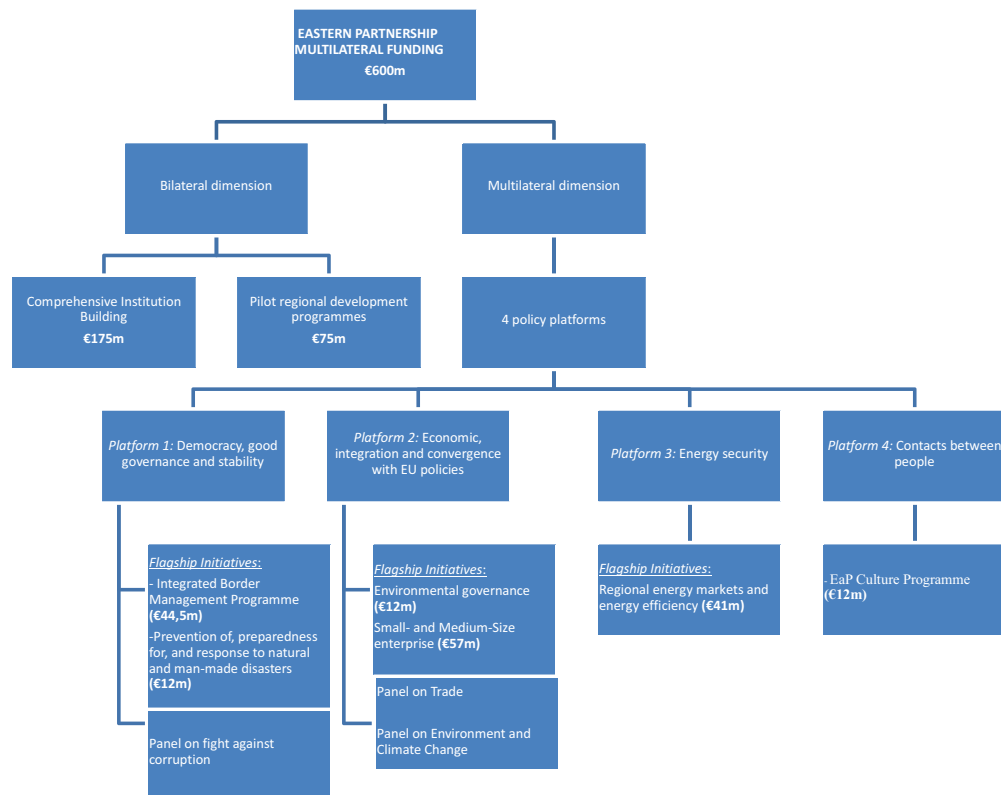 EASTERN PARTNERSHIP
MULTILATERAL FUNDING
€600m
Bilateral dimension
Multilateral dimension
Comprehensive Institution
Building
€175m
Pilot regional development
programmes
€75m
4 policy platforms
Platform 1: Democracy, good
governance and stability
Platform 2: Economic,
integration and convergence
with EU policies
Platform 3: Energy security
Platform 4: Contacts between
people
Flagship Initiatives:
- Integrated Border
Management Programme
(€44,5m)
-Prevention of, preparedness
for, and response to natural
and man-made disasters
(€12m)
Flagship Initiatives:
Environmental governance
(€12m)
Small- and Medium-Size
enterprise (€57m)
Flagship Initiatives:
Regional energy markets and
energy efficiency (€41m)
- EaP Culture Programme
(€12m)
Panel on fight against
corruption
Panel on Trade
Panel on Environment and
Climate Change